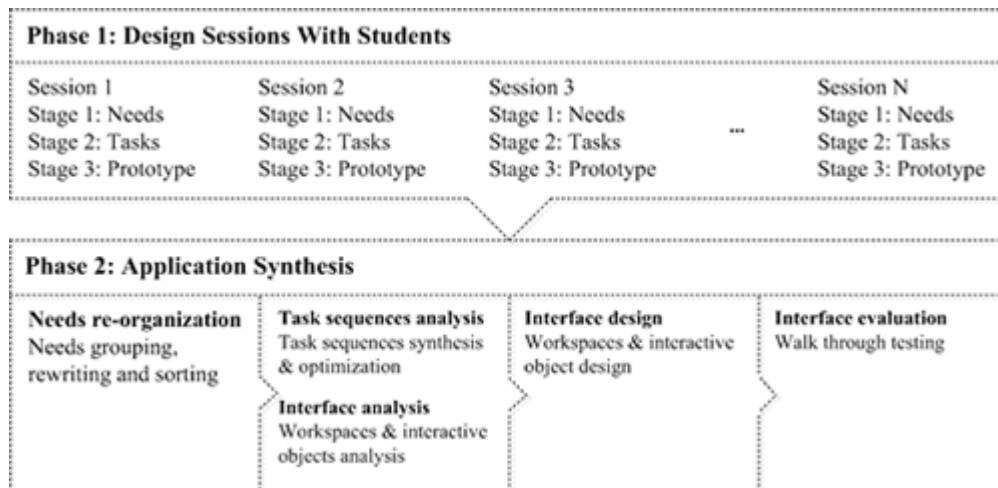 Phase 1: Design Sessions With Students
Session 1
Stage 1: Needs
Stage 2: Tasks
Stage 3: Prototype
Session 2
Stage 1: Needs
Stage 2: Tasks
Stage 3: Prototype
Session 3
Stage 1: Needs
Stage 2: Tasks
Stage 3: Prototype
...
Session N
Stage 1: Needs
Stage 2: Tasks
Stage 3: Prototype
Phase 2: Application Synthesis
Needs re-organization
Needs grouping,
rewriting and sorting
Task sequences analysis
Task sequences synthesis
& optimization
Interface analysis
Workspaces & interactive
objects analysis
Interface design
Workspaces & interactive
object design
Interface evaluation
Walk through testing